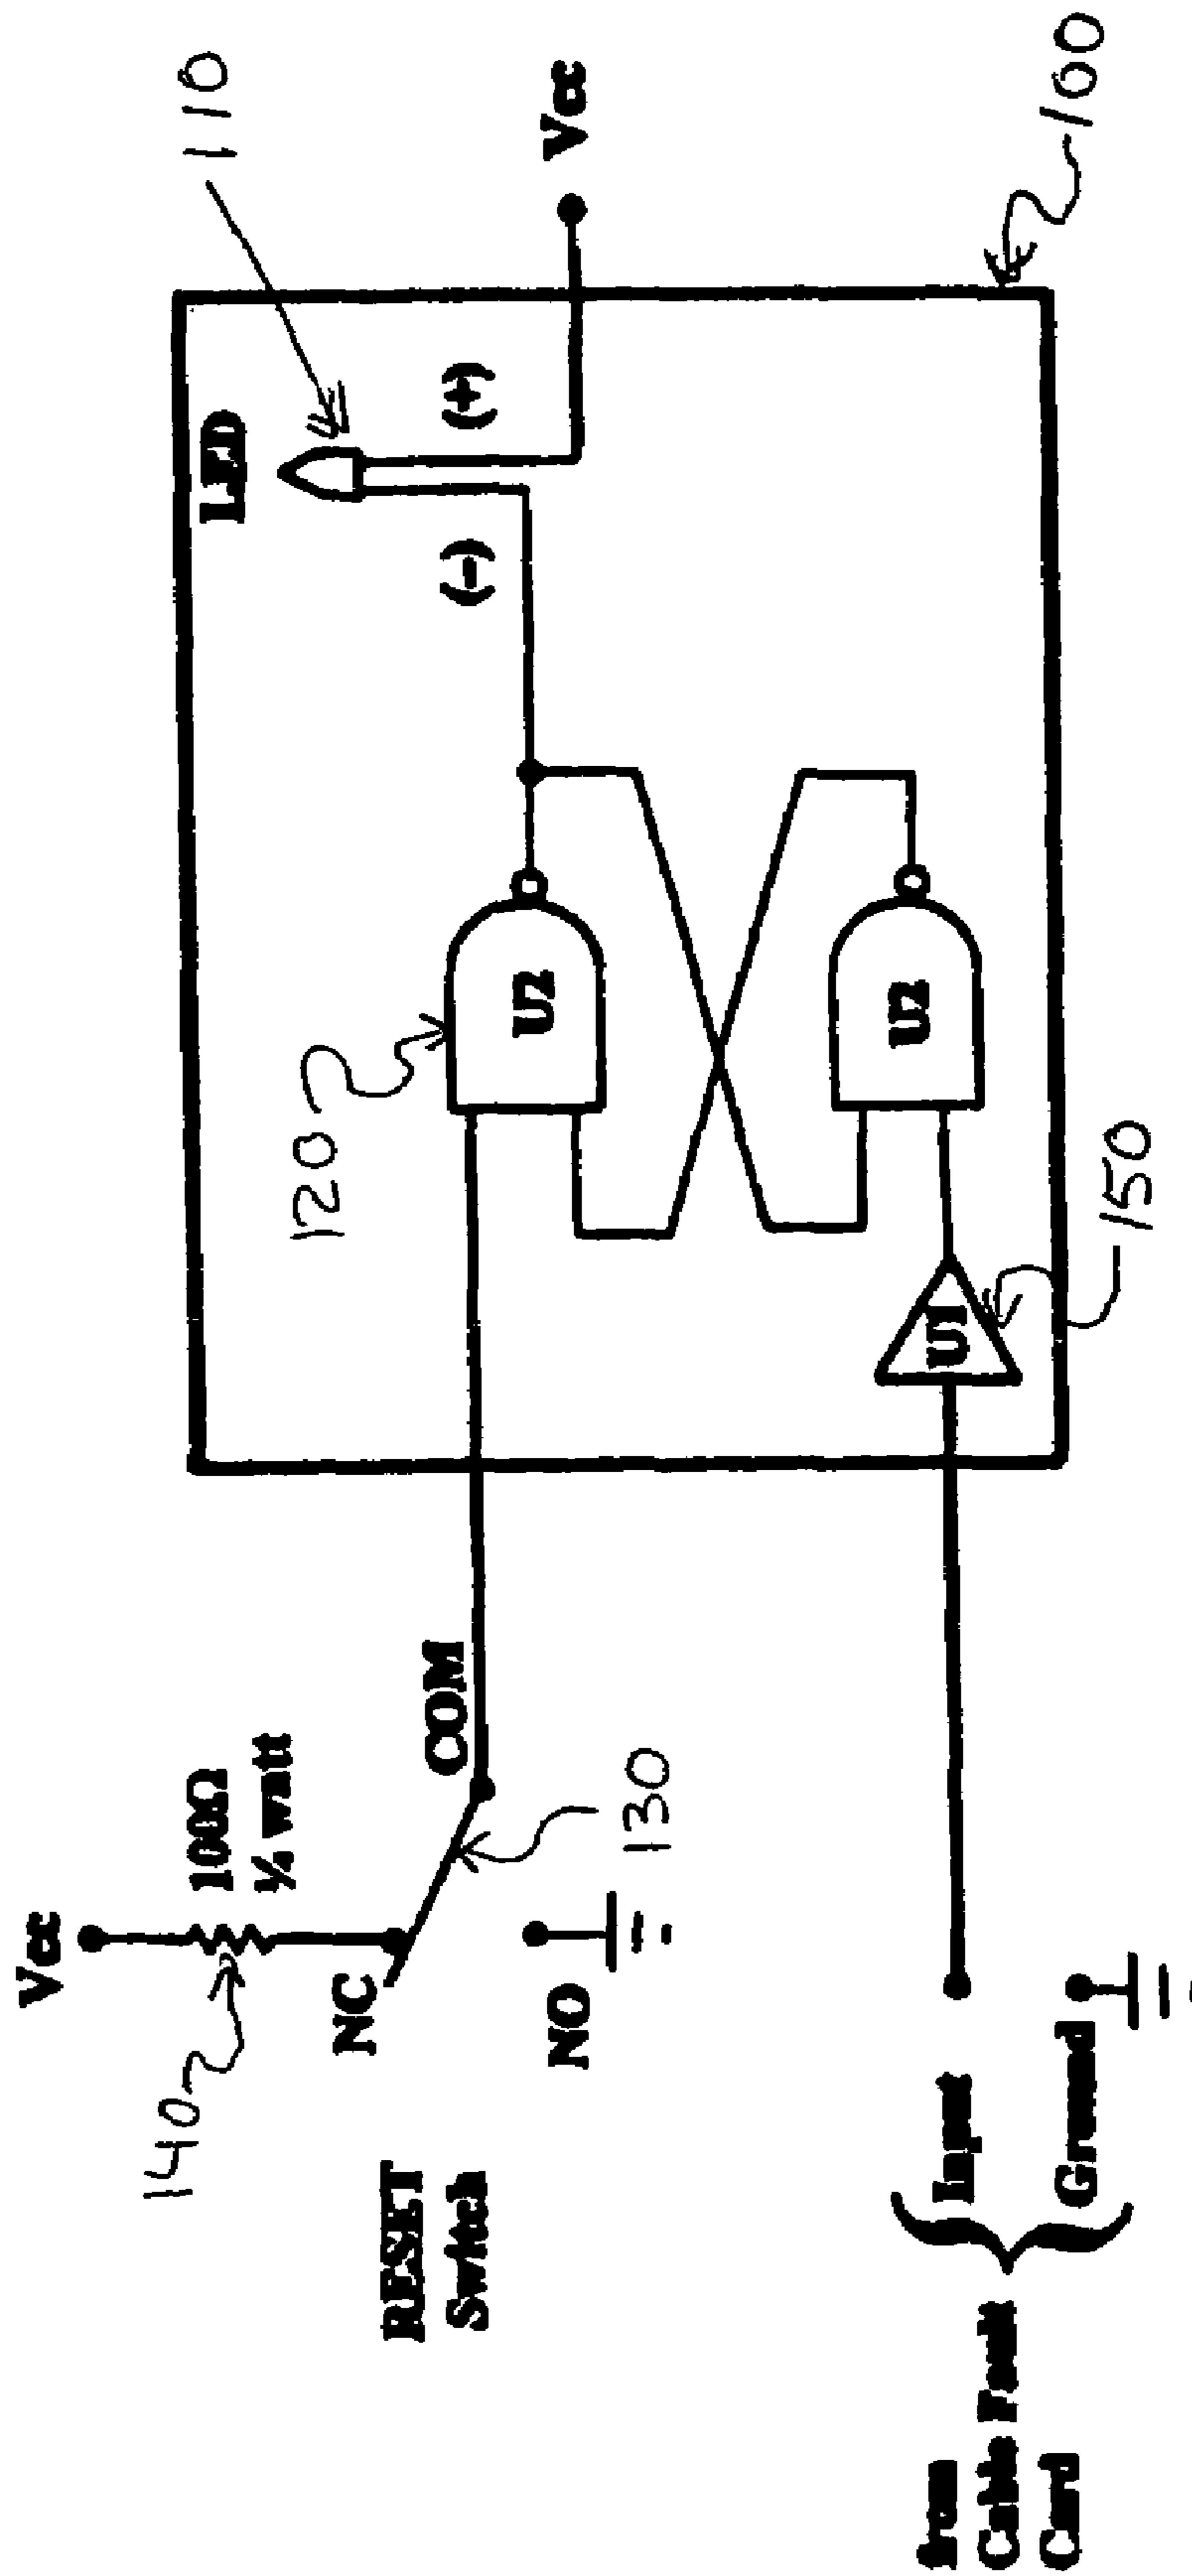 Vcc
140
100Ω
¼ watt
NC
RESET
Switch
COM
NO
130
120
U2
LED
110
(-)
(+)
Vcc
U2
U1
150
100
from
Cable Fault
Card
Input
Ground